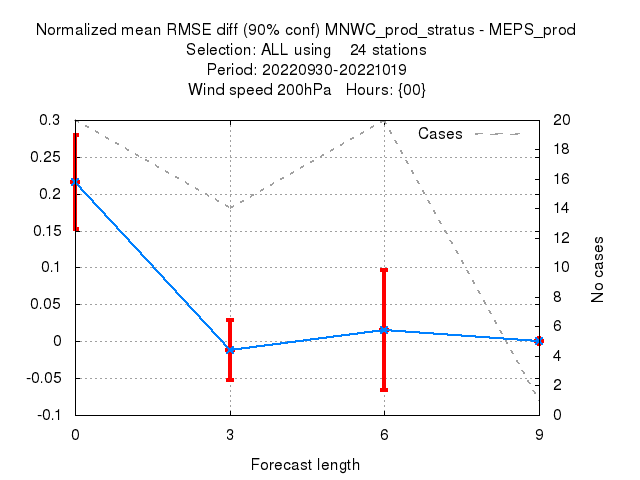 Normalized mean RMSE diff (90% conf) MNWC_prod_stratus - MEPS_prod
Selection: ALL using 24 stations
Period: 20220930-20221019
Wind speed 200hPa Hours: {00}
Cases
0.3
0.25
0.2
0.15
0.1
0.05
0
-0.05
-0.1
20
18
16
14
12
10
8
6
4
2
0
No cases
0 3 6 9
Forecast length